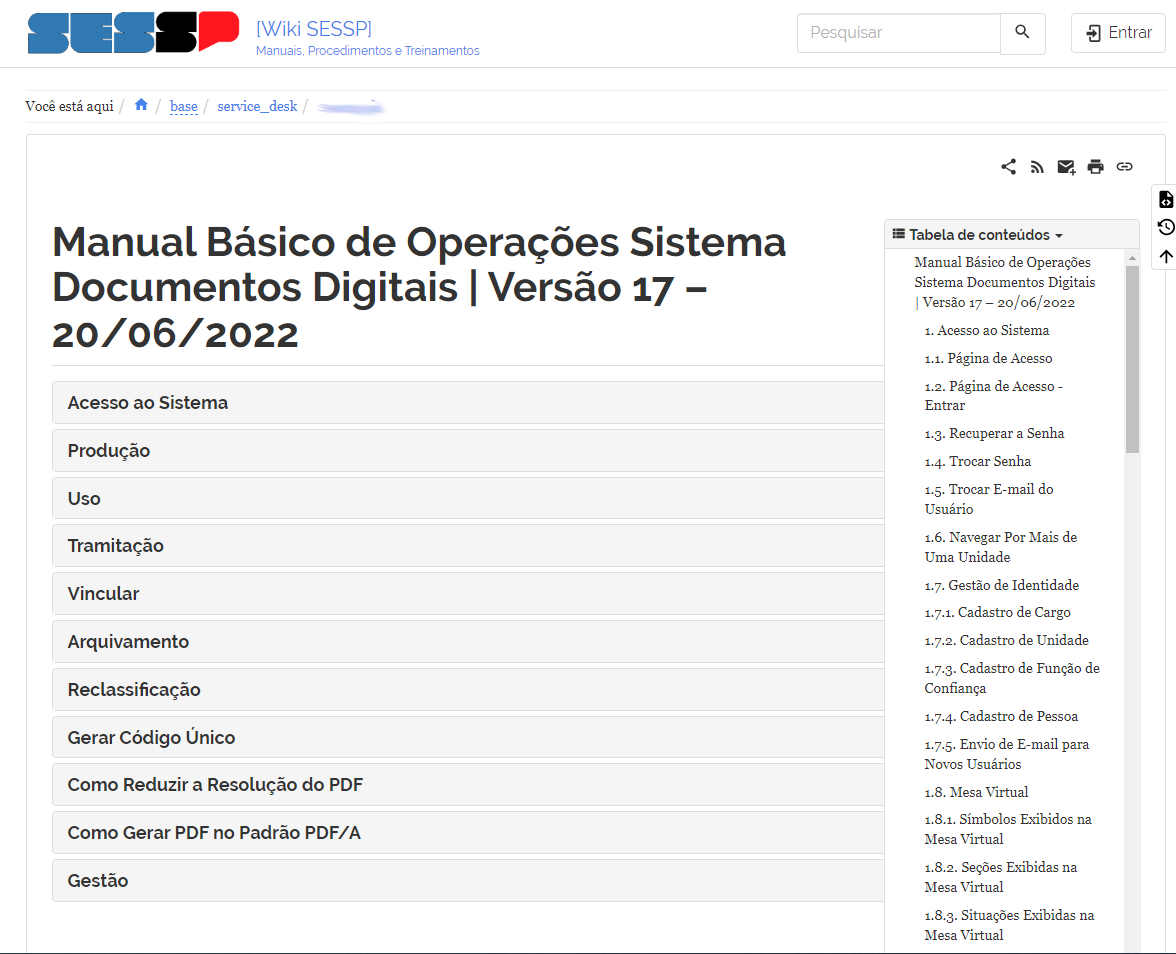 SESSP
[Wiki SESSP]
Manuais, Procedimentos e Treinamentos
Pesquisar
Entrar
Você está aqui / / base / service_desk /
Manual Básico de Operações Sistema
Documentos Digitais | Versão 17 –
20/06/2022
Acesso ao Sistema
Produção
Uso
Tramitação
Vincular
Arquivamento
Reclassificação
Gerar Código Único
Como Reduzir a Resolução do PDF
Como Gerar PDF no Padrão PDF/A
Gestão
Tabela de conteúdos
Manual Básico de Operações
Sistema Documentos Digitais
| Versão 17 – 20/06/2022
1. Acesso ao Sistema
1.1. Página de Acesso
1.2. Página de Acesso -
Entrar
1.3. Recuperar a Senha
1.4. Trocar Senha
1.5. Trocar E-mail do
Usuário
1.6. Navegar Por Mais de
Uma Unidade
1.7. Gestão de Identidade
1.7.1. Cadastro de Cargo
1.7.2. Cadastro de Unidade
1.7.3. Cadastro de Função de
Confiança
1.7.4. Cadastro de Pessoa
1.7.5. Envio de E-mail para
Novos Usuários
1.8. Mesa Virtual
1.8.1. Símbolos Exibidos na
Mesa Virtual
1.8.2. Seções Exibidas na
Mesa Virtual
1.8.3. Situações Exibidas na
Mesa Virtual